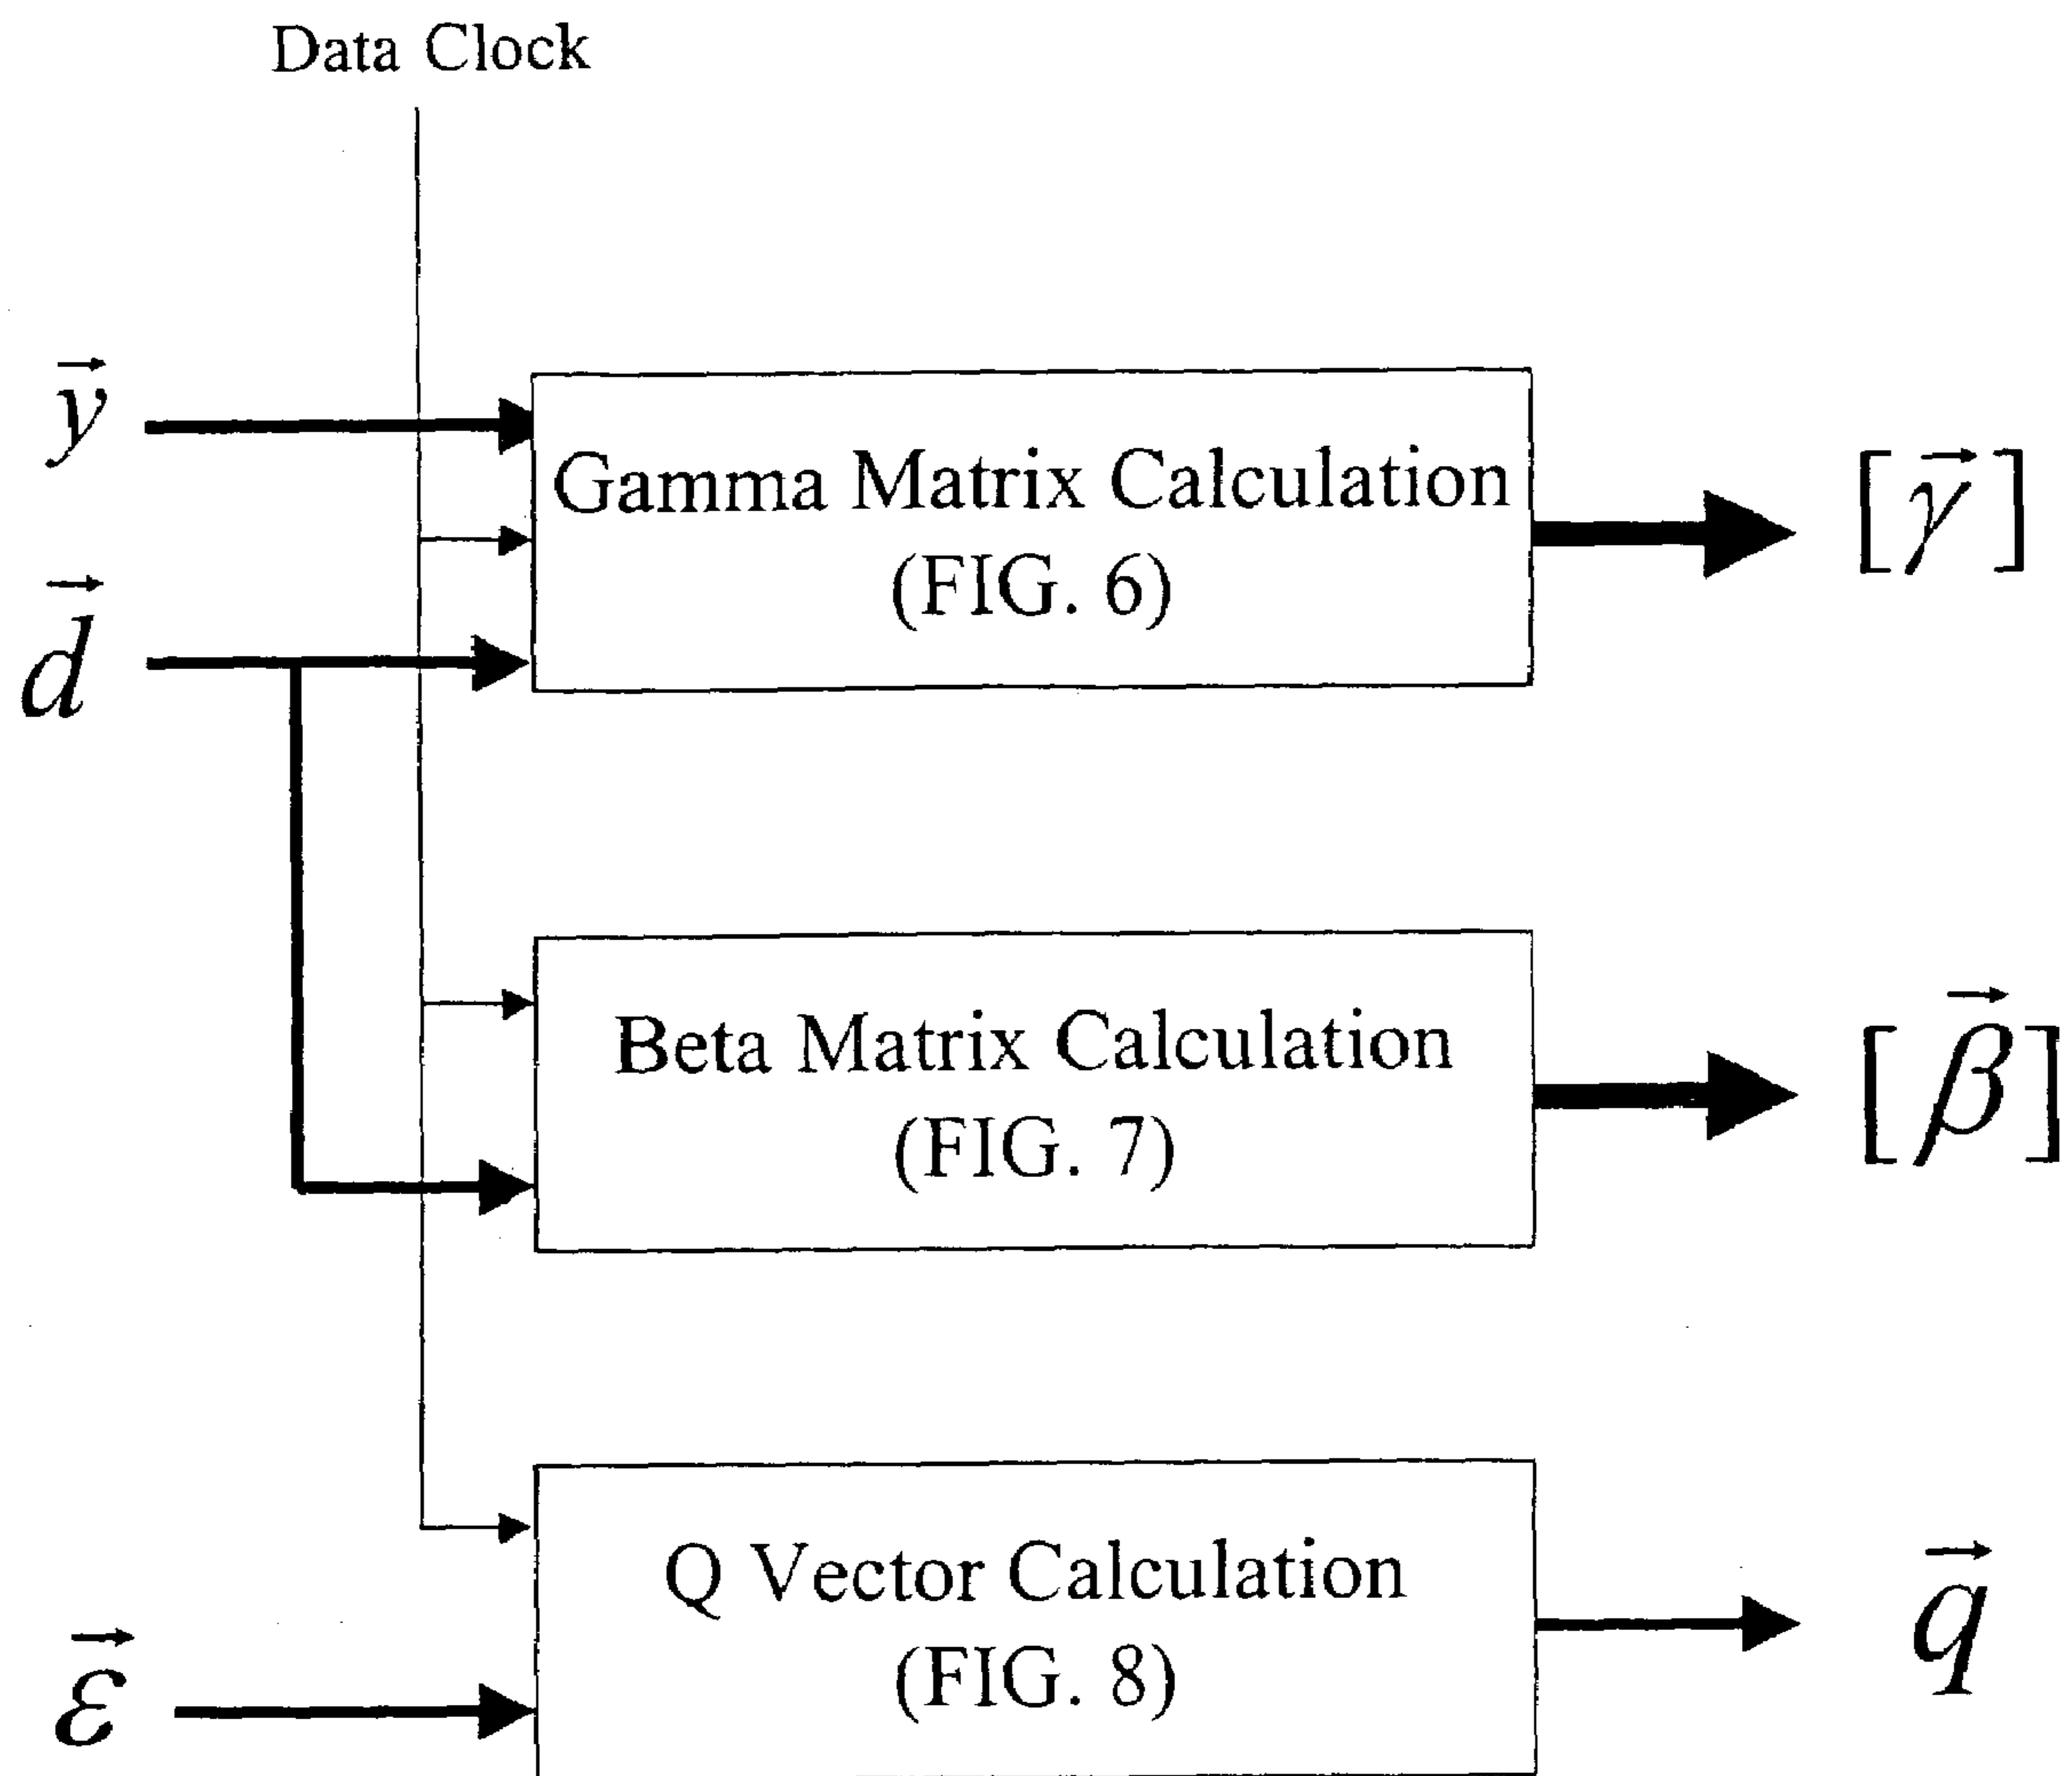 Data Clock
y⃗
Gamma Matrix Calculation
(FIG. 6)
[γ⃗]
d⃗
Beta Matrix Calculation
(FIG. 7)
[β⃗]
Q Vector Calculation
(FIG. 8)
q⃗
ε⃗